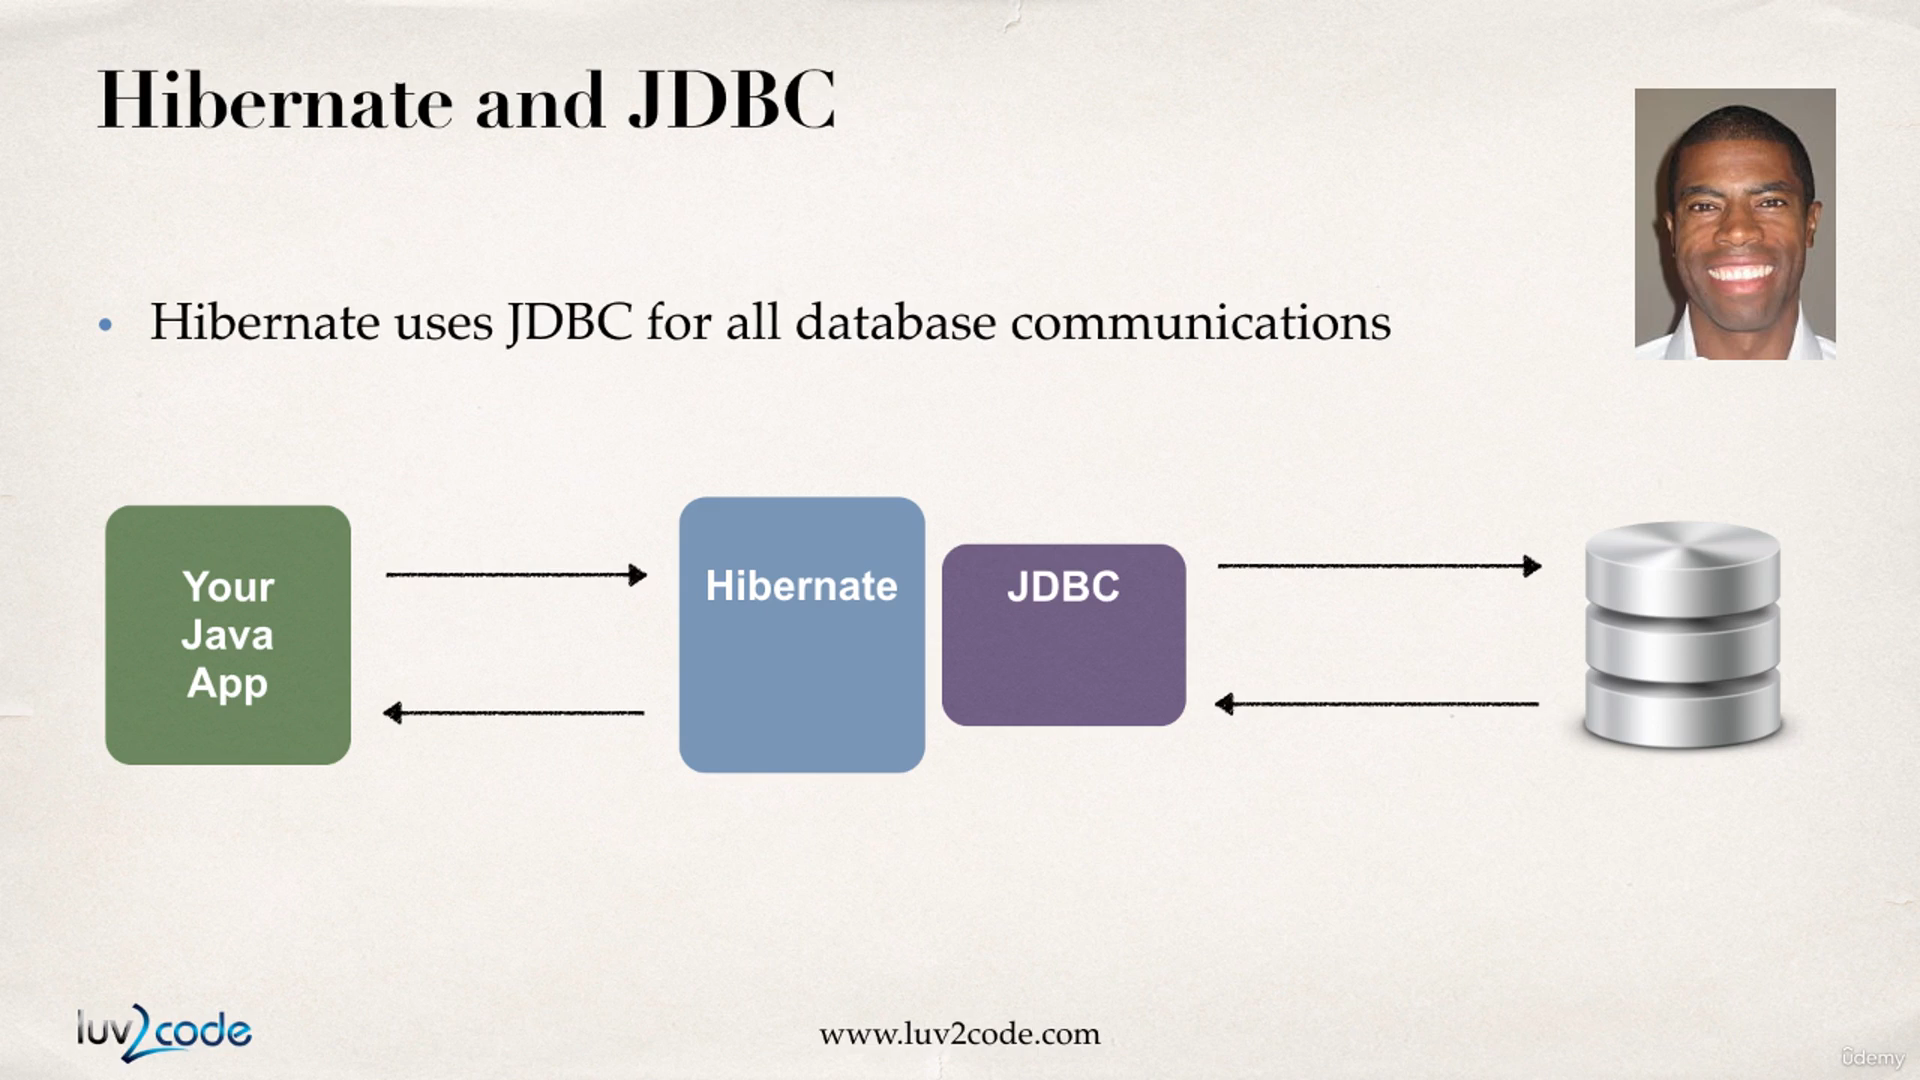 Hibernate and JDBC
• Hibernate uses JDBC for all database communications
Your
Java
App
Hibernate
JDBC
luv2code
www.luv2code.com
ûdemy